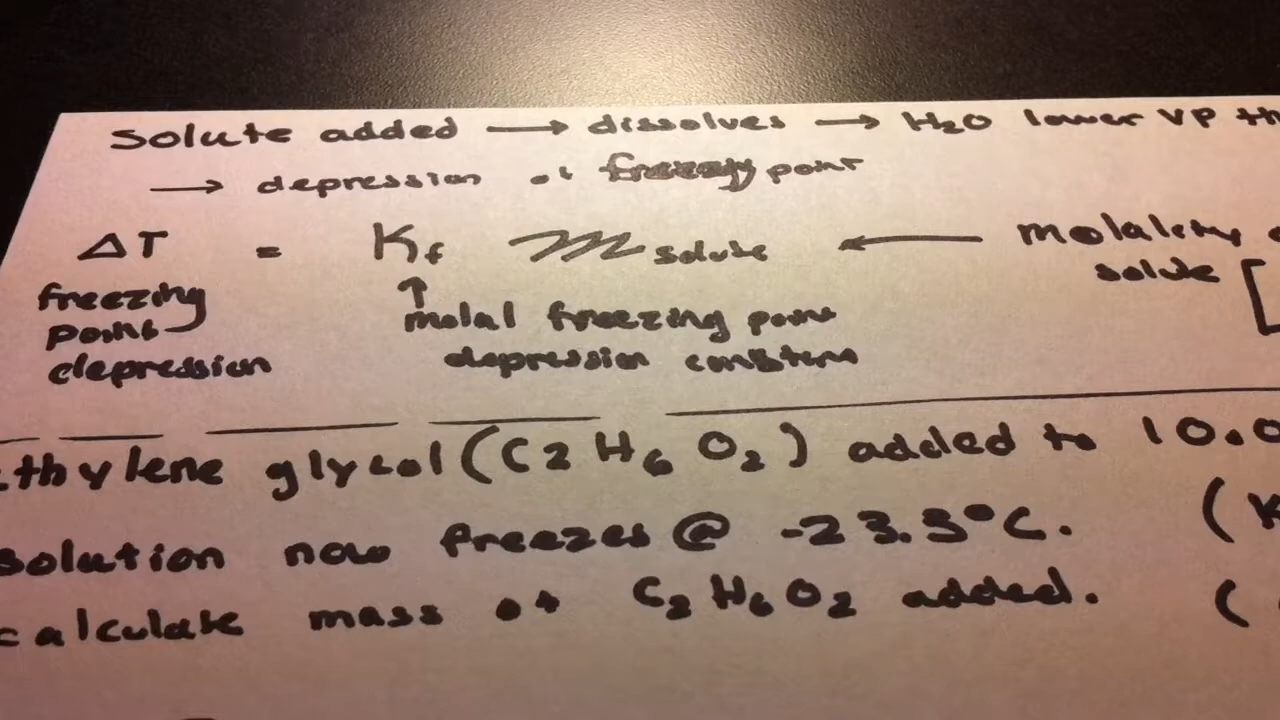 Solute added → dissolves → H₂O lower VP th
→ depression of freezing point
ΔT = Kf m solute ← molality
solute [
freezing point depression
↑ molal freezing point
depression constant
thylene glycol (C2 H6 O2) added to 10.0
solution now freezes @ -23.3°C. (K
calculate mass of C2 H6 O2 added. (